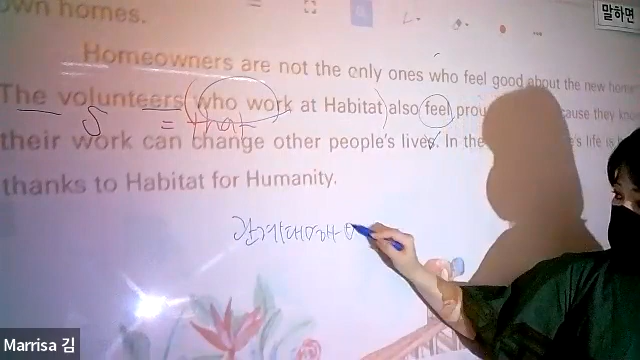 own homes.
말하면
Homeowners are not the only ones who feel good about the new home
The volunteers (who work at Habitat) also feel prou cause they know
S = that
their work can change other people's lives. In the 's life is
thanks to Habitat for Humanity.
Marrisa 김